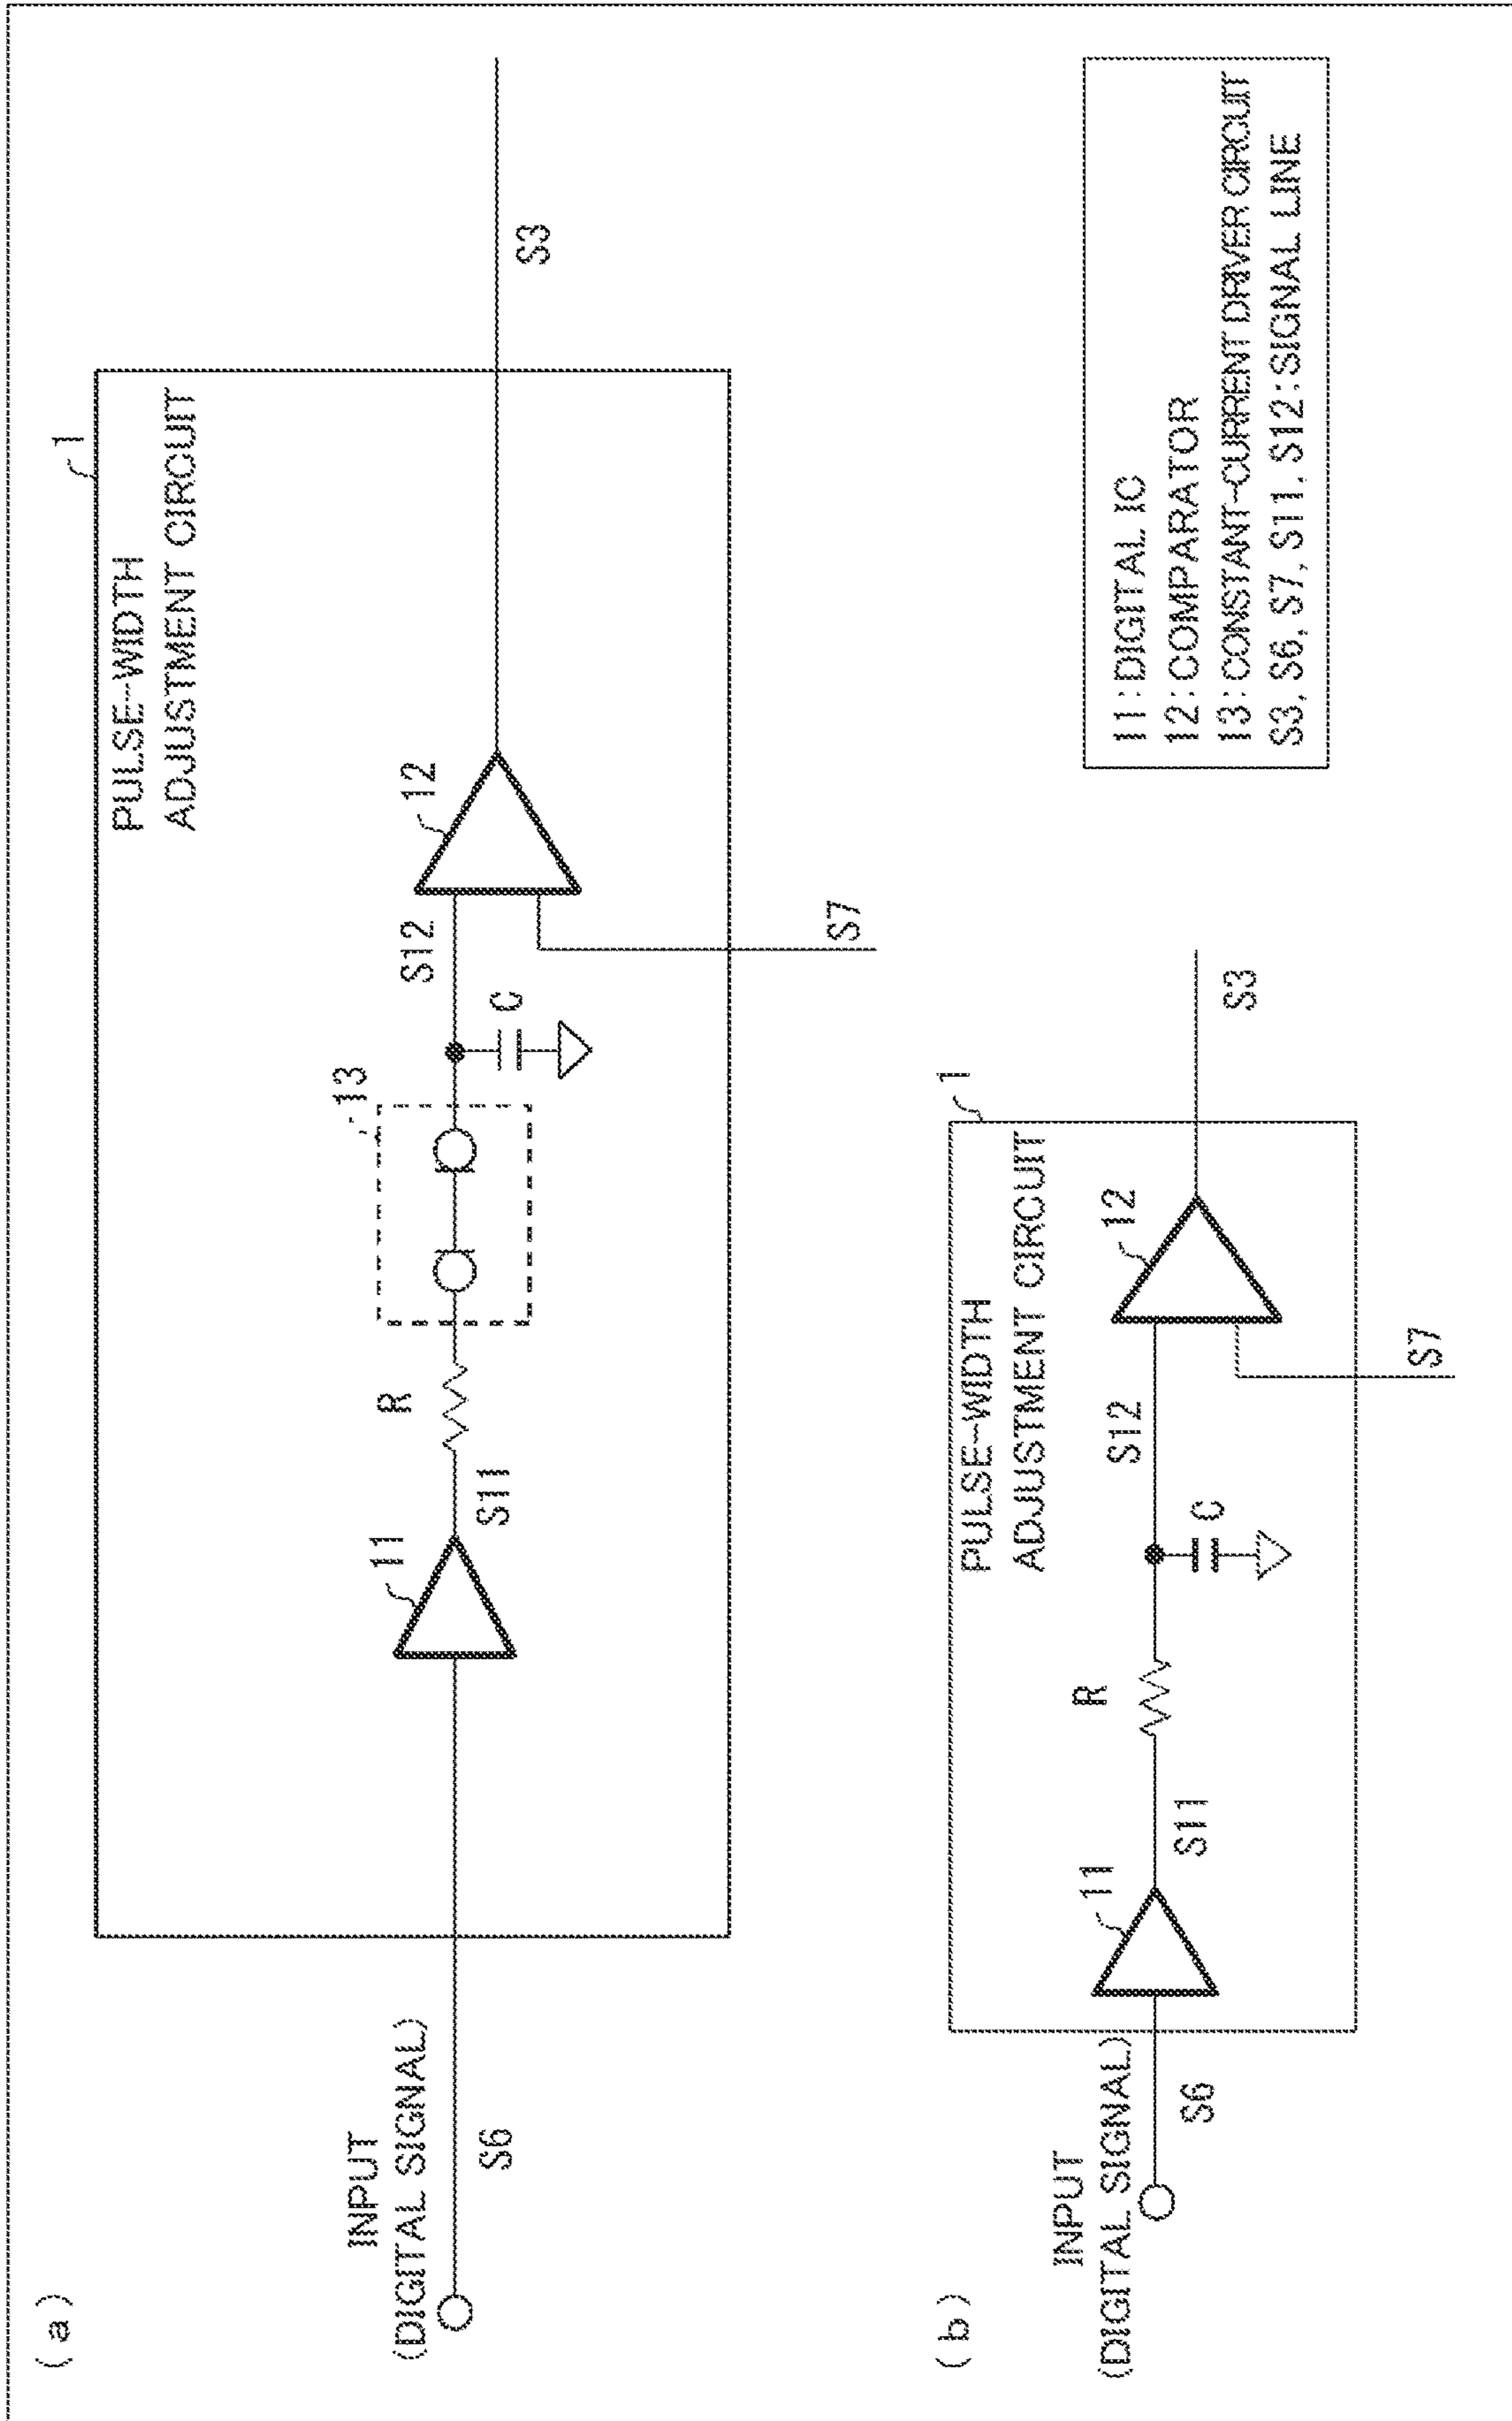 (a)
1
PULSE-WIDTH
ADJUSTMENT CIRCUIT
INPUT
(DIGITAL SIGNAL)
S6
11
S11
R
13
C
S12
12
S7
S3
(b)
1
PULSE-WIDTH
ADJUSTMENT CIRCUIT
INPUT
(DIGITAL SIGNAL)
S6
11
S11
R
C
S12
12
S7
S3
11:DIGITAL IC
12:COMPARATOR
13:CONSTANT-CURRENT DRIVER CIRCUIT
S3, S6, S7, S11, S12:SIGNAL LINE